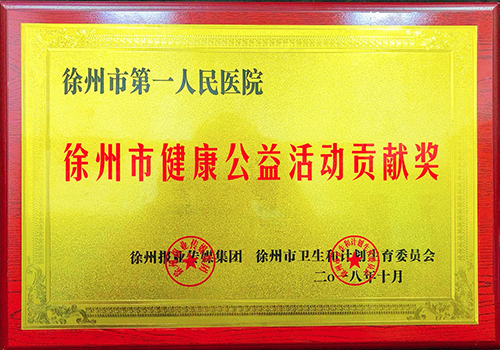 徐州市第一人民医院
徐州市健康公益活动贡献奖
徐州报业传媒集团 徐州市卫生和计划生育委员会
二〇一八年十月